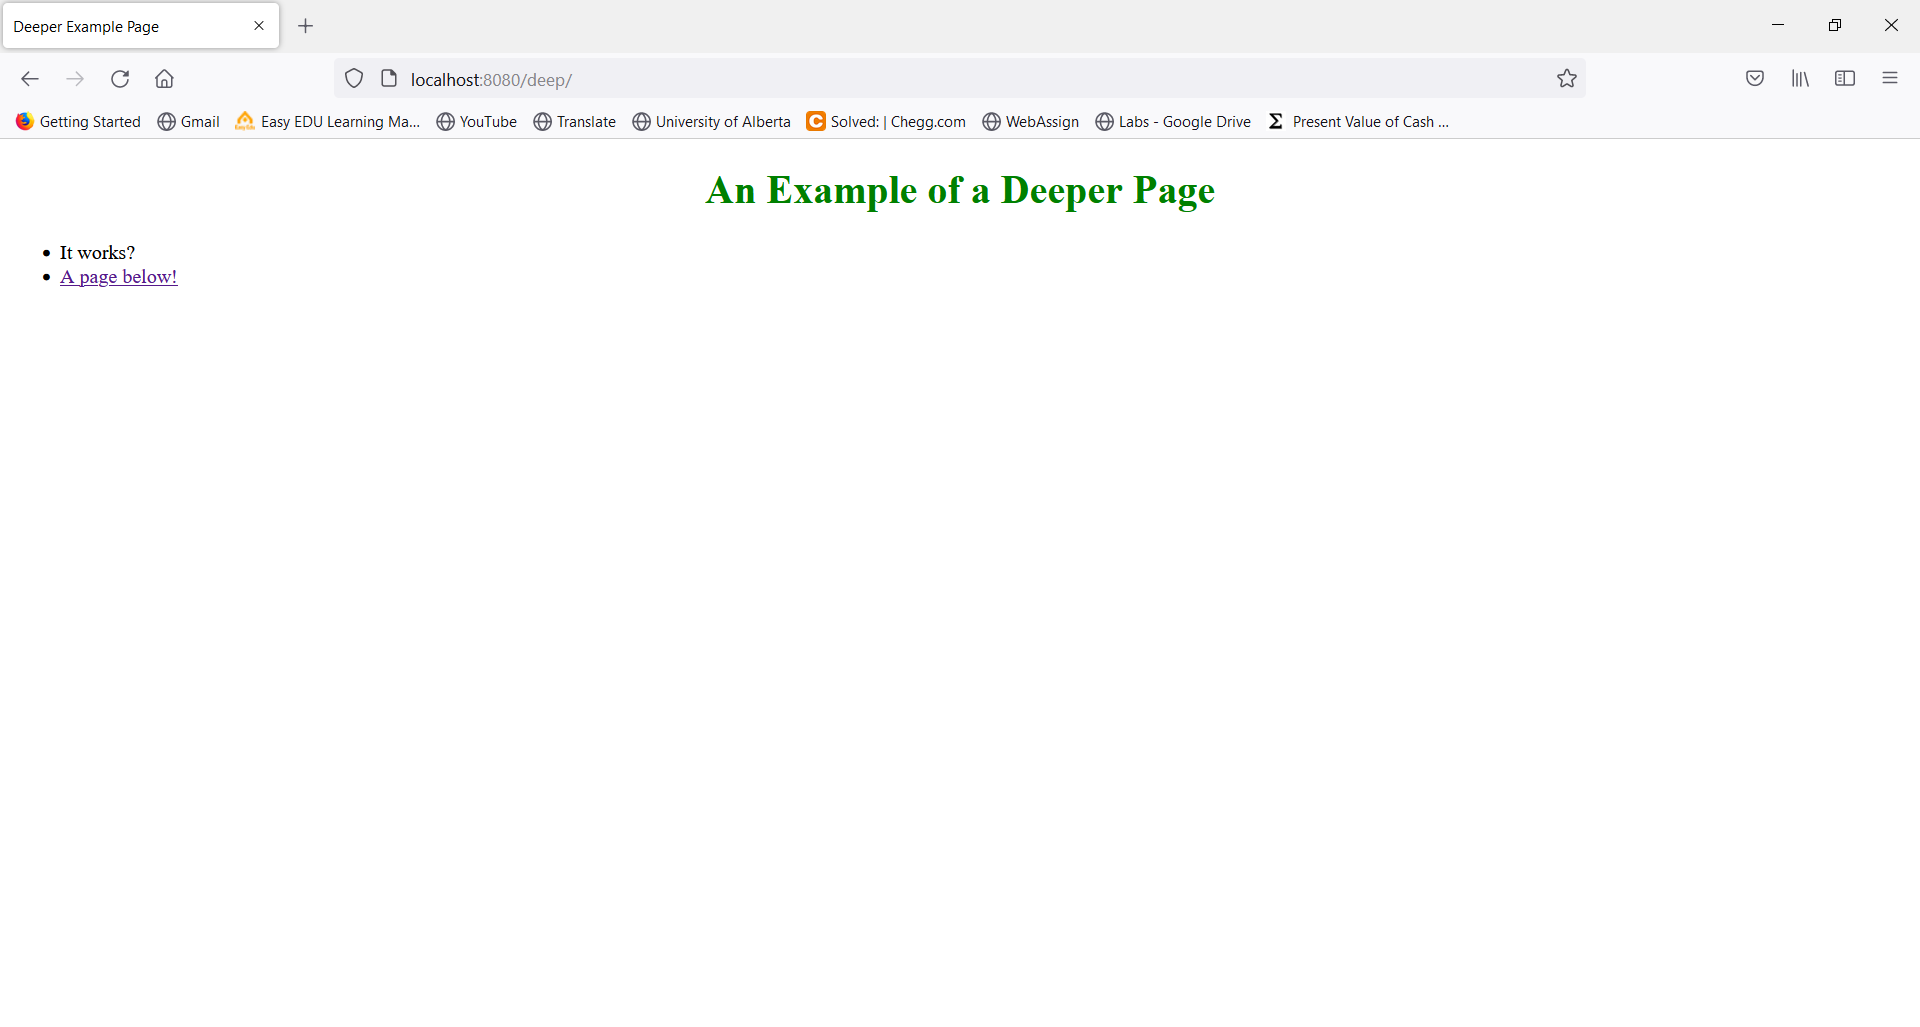 Deeper Example Page
localhost:8080/deep/
Getting Started Gmail Easy EDU Learning Ma... YouTube Translate University of Alberta Solved: | Chegg.com WebAssign Labs - Google Drive Present Value of Cash ...
An Example of a Deeper Page
It works?
A page below!